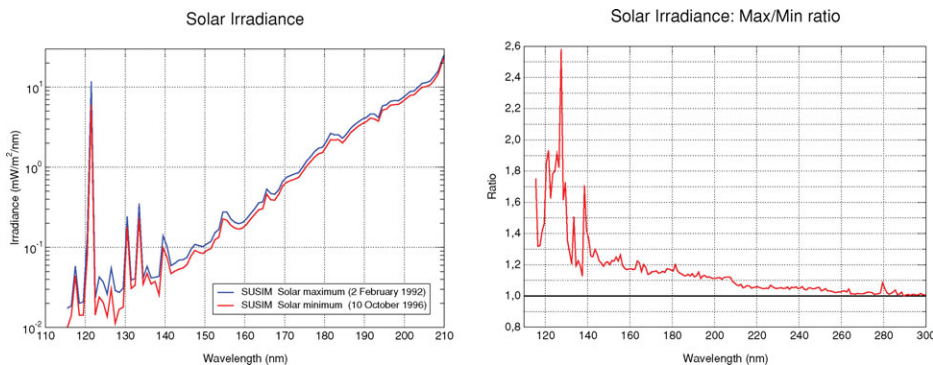 Solar Irradiance
Irradiance (mW/m²/nm)
10¹
10⁰
10⁻¹
10⁻²
110 120 130 140 150 160 170 180 190 200 210
Wavelength (nm)
SUSIM Solar maximum (2 February 1992)
SUSIM Solar minimum (10 October 1996)
Solar Irradiance: Max/Min ratio
Ratio
2,6
2,4
2,2
2,0
1,8
1,6
1,4
1,2
1,0
0,8
120 140 160 180 200 220 240 260 280 300
Wavelength (nm)